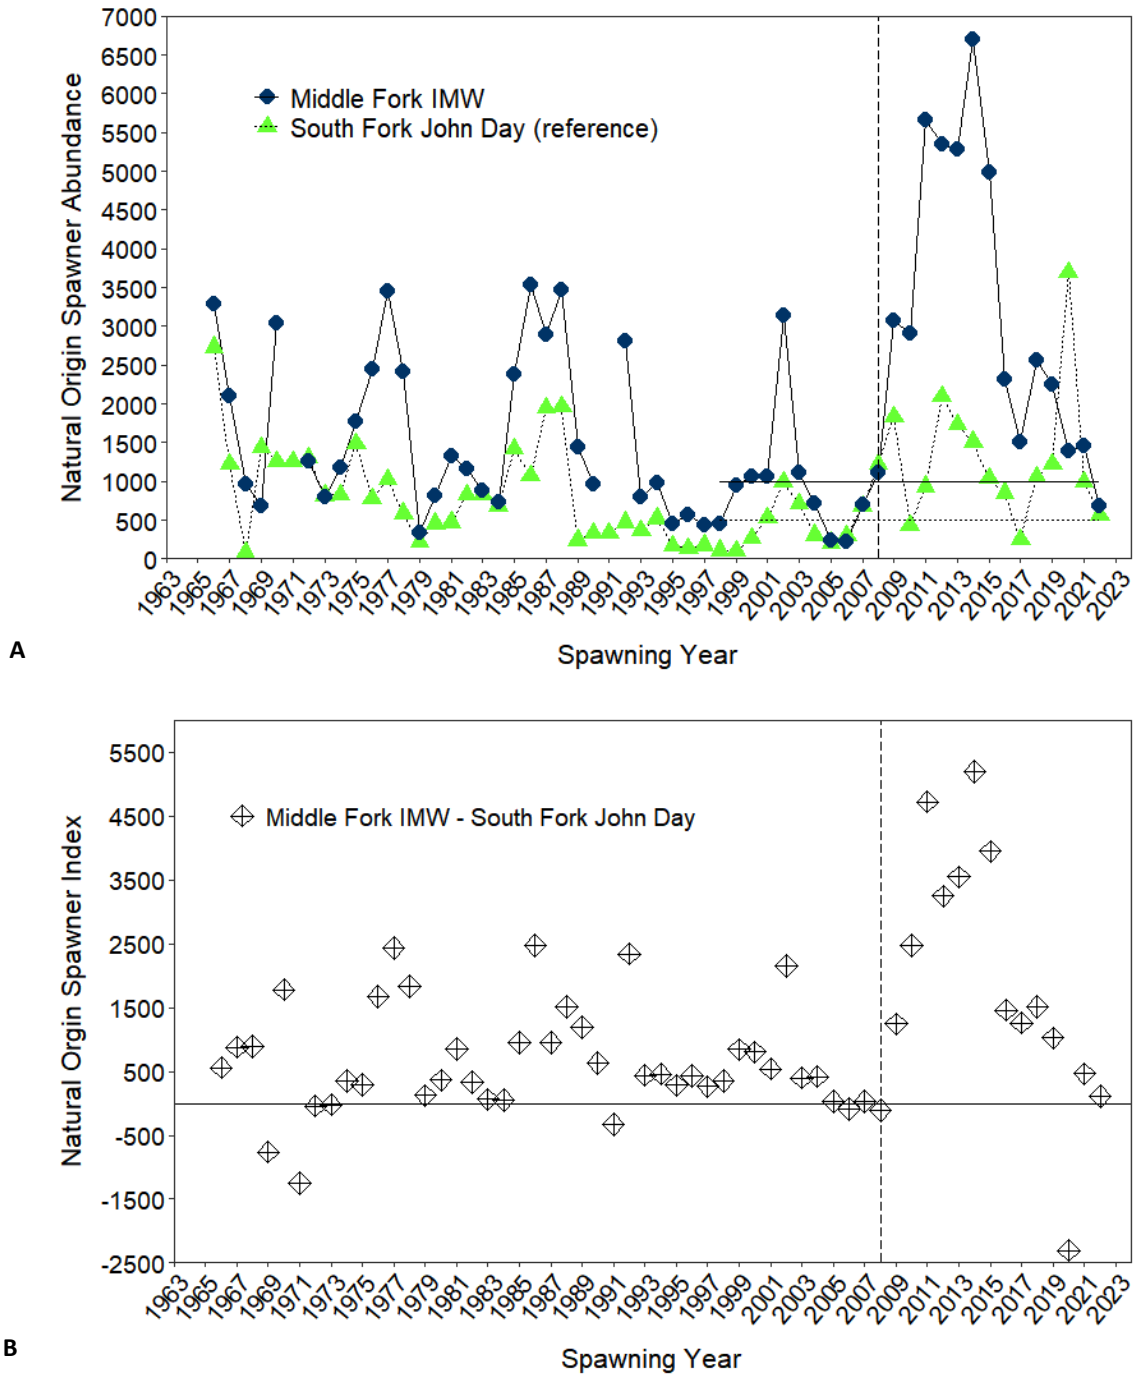 7000
6500
6000
5500
5000
4500
4000
3500
3000
2500
2000
1500
1000
500
0
Natural Origin Spawner Abundance
Middle Fork IMW
South Fork John Day (reference)
1963 1965 1967 1969 1971 1973 1975 1977 1979 1981 1983 1985 1987 1989 1991 1993 1995 1997 1999 2001 2003 2005 2007 2009 2011 2013 2015 2017 2019 2021 2023
A
Spawning Year
5500
4500
3500
2500
1500
500
-500
-1500
-2500
Natural Orgin Spawner Index
Middle Fork IMW - South Fork John Day
1963 1965 1967 1969 1971 1973 1975 1977 1979 1981 1983 1985 1987 1989 1991 1993 1995 1997 1999 2001 2003 2005 2007 2009 2011 2013 2015 2017 2019 2021 2023
B
Spawning Year